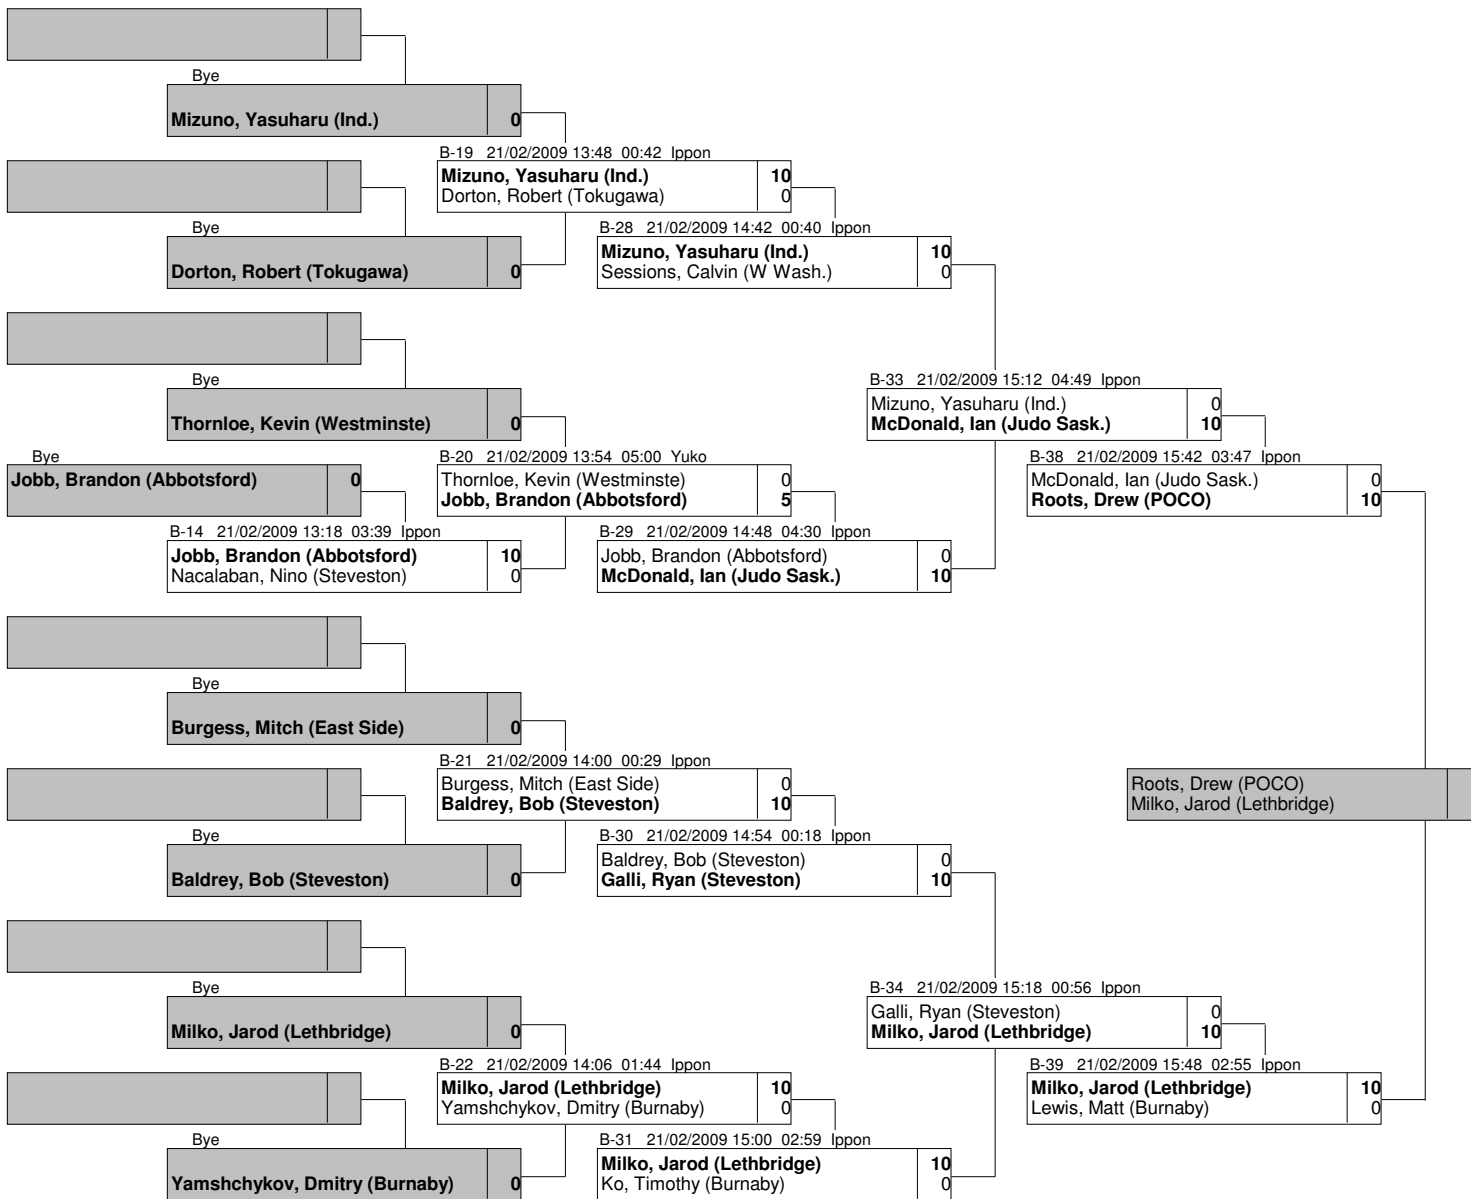 Bye
Mizuno, Yasuharu (Ind.) 0
B-19 21/02/2009 13:48 00:42 Ippon
Mizuno, Yasuharu (Ind.) 10
Dorton, Robert (Tokugawa) 0
Bye
Dorton, Robert (Tokugawa) 0
B-28 21/02/2009 14:42 00:40 Ippon
Mizuno, Yasuharu (Ind.) 10
Sessions, Calvin (W Wash.) 0
Bye
Thornloe, Kevin (Westminste) 0
B-33 21/02/2009 15:12 04:49 Ippon
Mizuno, Yasuharu (Ind.) 0
McDonald, Ian (Judo Sask.) 10
Bye
Jobb, Brandon (Abbotsford) 0
B-20 21/02/2009 13:54 05:00 Yuko
Thornloe, Kevin (Westminste) 0
Jobb, Brandon (Abbotsford) 5
B-38 21/02/2009 15:42 03:47 Ippon
McDonald, Ian (Judo Sask.) 0
Roots, Drew (POCO) 10
B-14 21/02/2009 13:18 03:39 Ippon
Jobb, Brandon (Abbotsford) 10
Nacalaban, Nino (Steveston) 0
B-29 21/02/2009 14:48 04:30 Ippon
Jobb, Brandon (Abbotsford) 0
McDonald, Ian (Judo Sask.) 10
Bye
Burgess, Mitch (East Side) 0
B-21 21/02/2009 14:00 00:29 Ippon
Burgess, Mitch (East Side) 0
Baldrey, Bob (Steveston) 10
Roots, Drew (POCO)
Milko, Jarod (Lethbridge)
Bye
Baldrey, Bob (Steveston) 0
B-30 21/02/2009 14:54 00:18 Ippon
Baldrey, Bob (Steveston) 0
Galli, Ryan (Steveston) 10
Bye
Milko, Jarod (Lethbridge) 0
B-34 21/02/2009 15:18 00:56 Ippon
Galli, Ryan (Steveston) 0
Milko, Jarod (Lethbridge) 10
B-22 21/02/2009 14:06 01:44 Ippon
Milko, Jarod (Lethbridge) 10
Yamshchykov, Dmitry (Burnaby) 0
B-39 21/02/2009 15:48 02:55 Ippon
Milko, Jarod (Lethbridge) 10
Lewis, Matt (Burnaby) 0
Bye
Yamshchykov, Dmitry (Burnaby) 0
B-31 21/02/2009 15:00 02:59 Ippon
Milko, Jarod (Lethbridge) 10
Ko, Timothy (Burnaby) 0